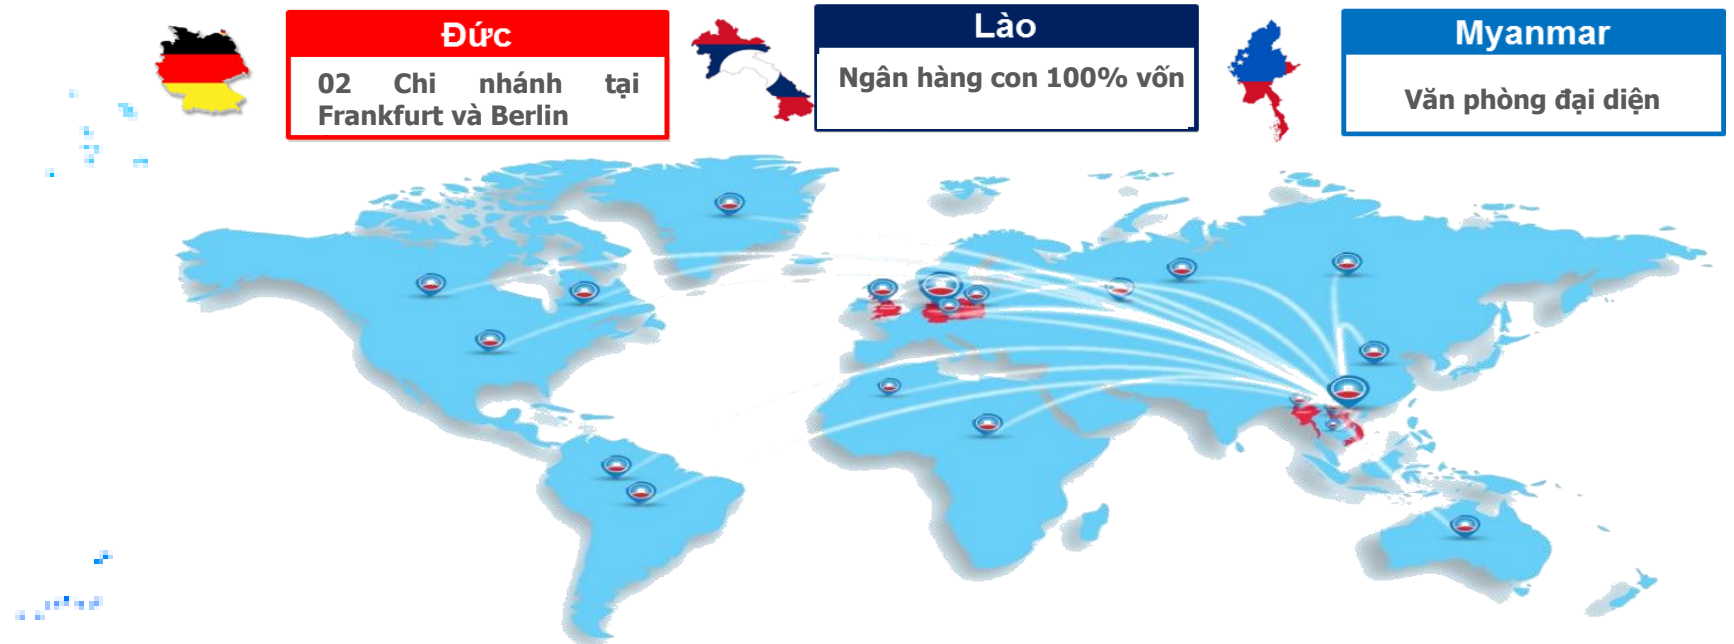 Đức
02 Chi nhánh tại
Frankfurt và Berlin
Lào
Ngân hàng con 100% vốn
Myanmar
Văn phòng đại diện